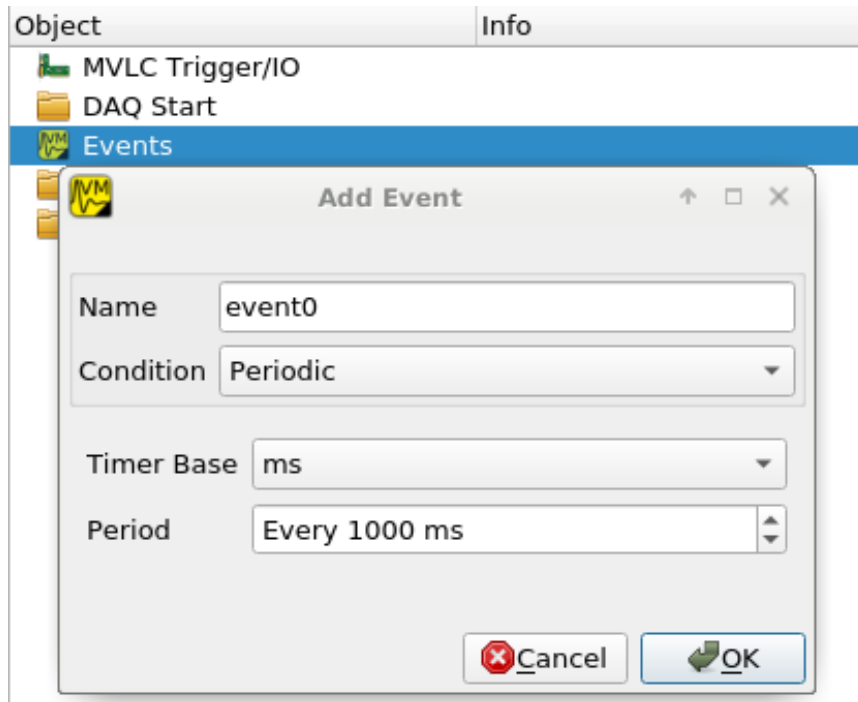 Object Info
MVLC Trigger/IO
DAQ Start
Events
Add Event
Name event0
Condition Periodic
Timer Base ms
Period Every 1000 ms
Cancel OK